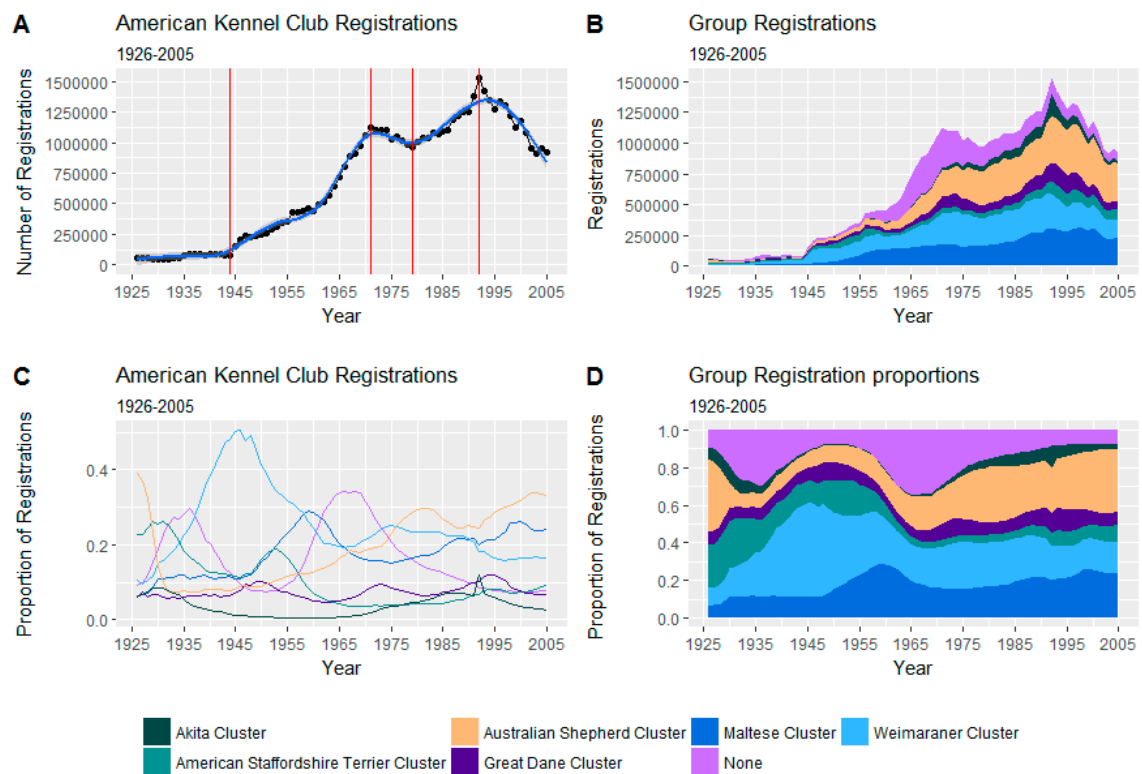 A
American Kennel Club Registrations
1926-2005
Number of Registrations
1500000
1250000
1000000
750000
500000
250000
0
1925 1935 1945 1955 1965 1975 1985 1995 2005
Year
B
Group Registrations
1926-2005
Registrations
1500000
1250000
1000000
750000
500000
250000
0
1925 1935 1945 1955 1965 1975 1985 1995 2005
Year
C
American Kennel Club Registrations
1926-2005
Proportion of Registrations
0.4
0.2
0.0
1925 1935 1945 1955 1965 1975 1985 1995 2005
Year
D
Group Registration proportions
1926-2005
Proportion of Registrations
1.0
0.8
0.6
0.4
0.2
0.0
1925 1935 1945 1955 1965 1975 1985 1995 2005
Year
Akita Cluster
Australian Shepherd Cluster
Maltese Cluster
Weimaraner Cluster
American Staffordshire Terrier Cluster
Great Dane Cluster
None